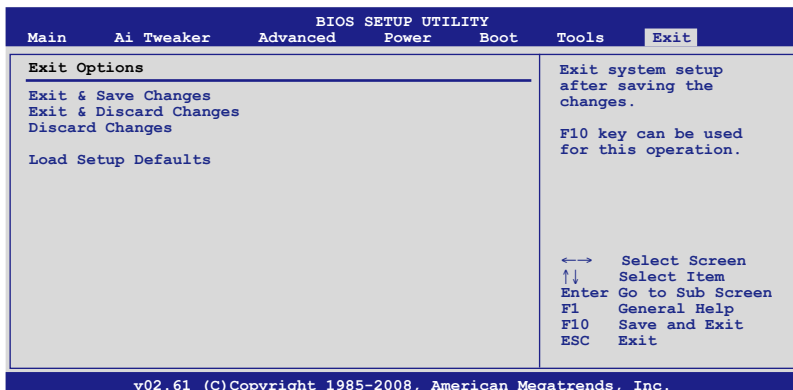 BIOS SETUP UTILITY
Main Ai Tweaker Advanced Power Boot Tools Exit
Exit Options
Exit & Save Changes
Exit & Discard Changes
Discard Changes
Load Setup Defaults
Exit system setup
after saving the
changes.
F10 key can be used
for this operation.
←→ Select Screen
↑↓ Select Item
Enter Go to Sub Screen
F1 General Help
F10 Save and Exit
ESC Exit
v02.61 (C)Copyright 1985-2008, American Megatrends, Inc.